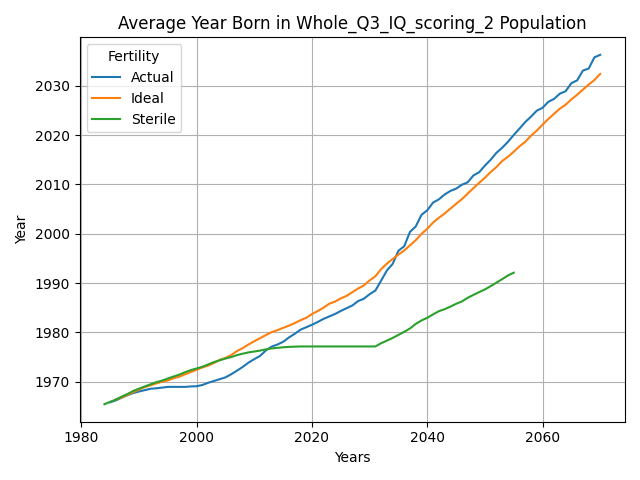 Average Year Born in Whole_Q3_IQ_scoring_2 Population
Fertility
Actual
Ideal
Sterile
Year
2030
2020
2010
2000
1990
1980
1970
1980
2000
2020
2040
2060
Years